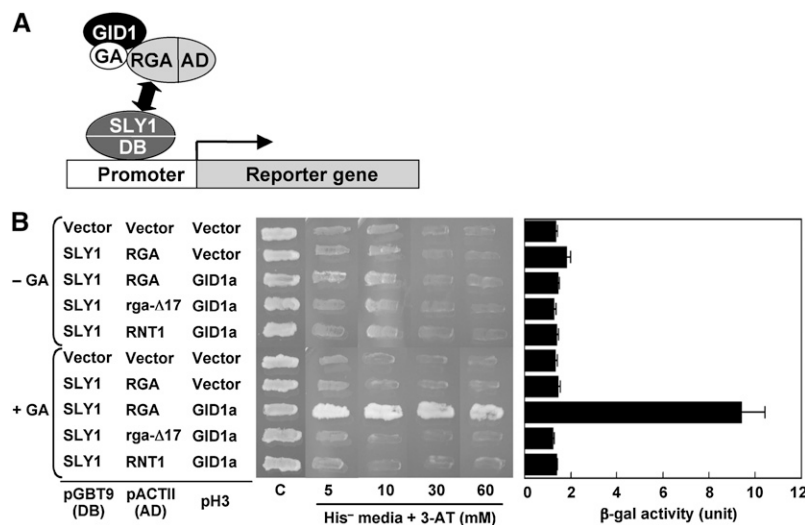 A
GID1
GA
RGA AD
SLY1
DB
Promoter Reporter gene
B
Vector Vector Vector
SLY1 RGA Vector
– GA
SLY1 RGA GID1a
SLY1 rga-Δ17 GID1a
SLY1 RNT1 GID1a
Vector Vector Vector
SLY1 RGA Vector
+ GA
SLY1 RGA GID1a
SLY1 rga-Δ17 GID1a
SLY1 RNT1 GID1a
pGBT9 pACTII pH3
(DB) (AD)
C 5 10 30 60
His⁻ media + 3-AT (mM)
0 2 4 6 8 10 12
β-gal activity (unit)